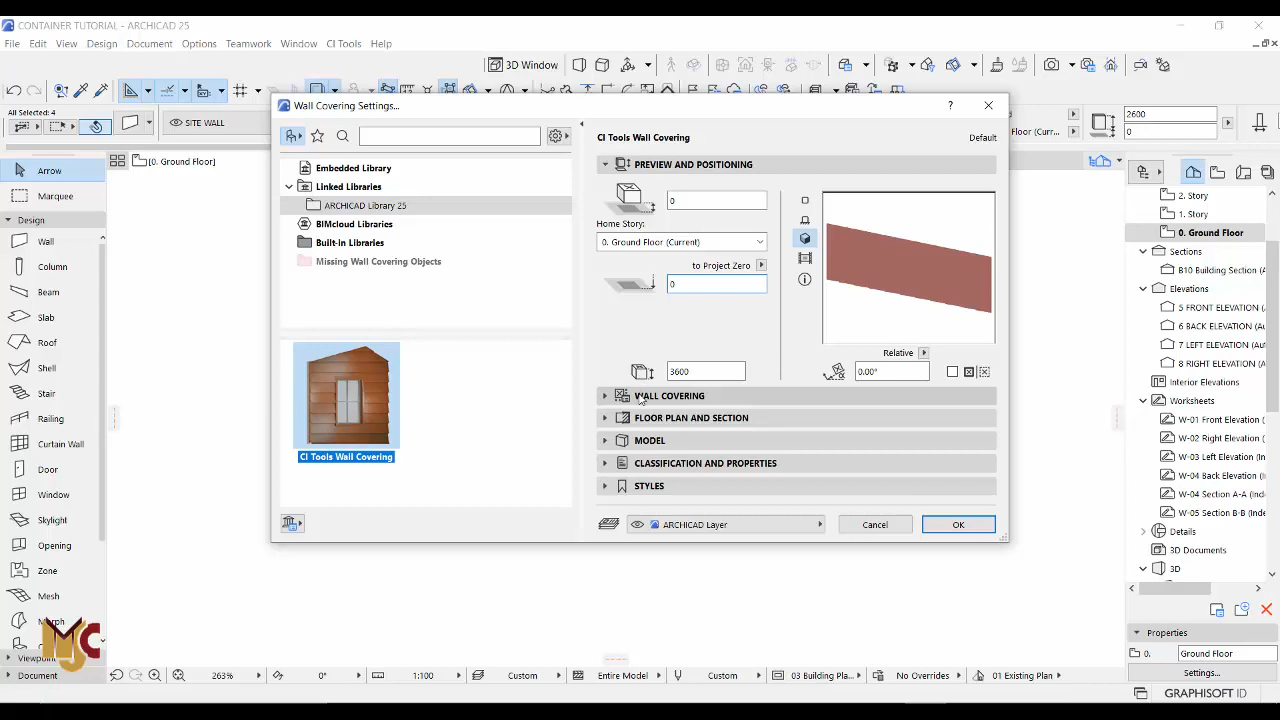 CONTAINER TUTORIAL - ARCHICAD 25
File Edit View Design Document Options Teamwork Window CI Tools Help
3D Window
All Selected: 4
SITE WALL
2600
0
Floor (Curr...
[0. Ground Floor]
Arrow
Marquee
Design
Wall
Column
Beam
Slab
Roof
Shell
Stair
Railing
Curtain Wall
Door
Window
Skylight
Opening
Zone
Mesh
Morph
Viewpoint
Document
MJC
Wall Covering Settings...
?
Embedded Library
Linked Libraries
ARCHICAD Library 25
BIMcloud Libraries
Built-in Libraries
Missing Wall Covering Objects
CI Tools Wall Covering
CI Tools Wall Covering
Default
PREVIEW AND POSITIONING
0
Home Story:
0. Ground Floor (Current)
to Project Zero
0
Relative
3600
0.00°
WALL COVERING
FLOOR PLAN AND SECTION
MODEL
CLASSIFICATION AND PROPERTIES
STYLES
ARCHICAD Layer
Cancel
OK
2. Story
1. Story
0. Ground Floor
Sections
B10 Building Section (A
Elevations
5 FRONT ELEVATION (
6 BACK ELEVATION (A
7 LEFT ELEVATION (Aut
8 RIGHT ELEVATION (A
Interior Elevations
Worksheets
W-01 Front Elevation (
W-02 Right Elevation (
W-03 Left Elevation (In
W-04 Back Elevation (I
W-04 Section A-A (Ind
W-05 Section B-B (Inde
Details
3D Documents
3D
Properties
0.
Ground Floor
Settings...
263%
0°
1:100
Custom
Entire Model
Custom
03 Building Pla...
No Overrides
01 Existing Plan
GRAPHISOFT ID